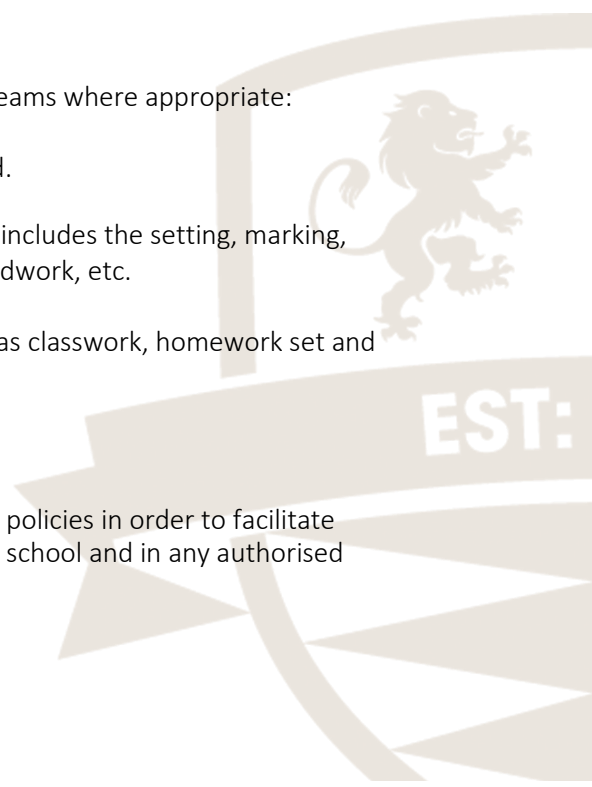 eams where appropriate:
d.
includes the setting, marking,
dwork, etc.
as classwork, homework set and
EST:
policies in order to facilitate
school and in any authorised